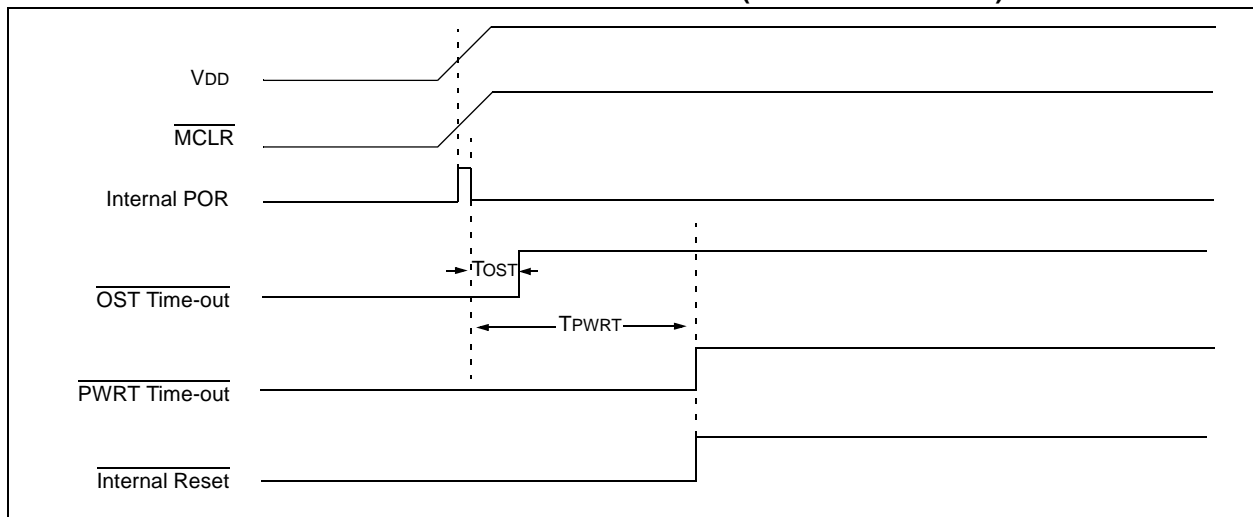 VDD
MCLR
Internal POR
TOST
OST Time-out
TPWRT
PWRT Time-out
Internal Reset